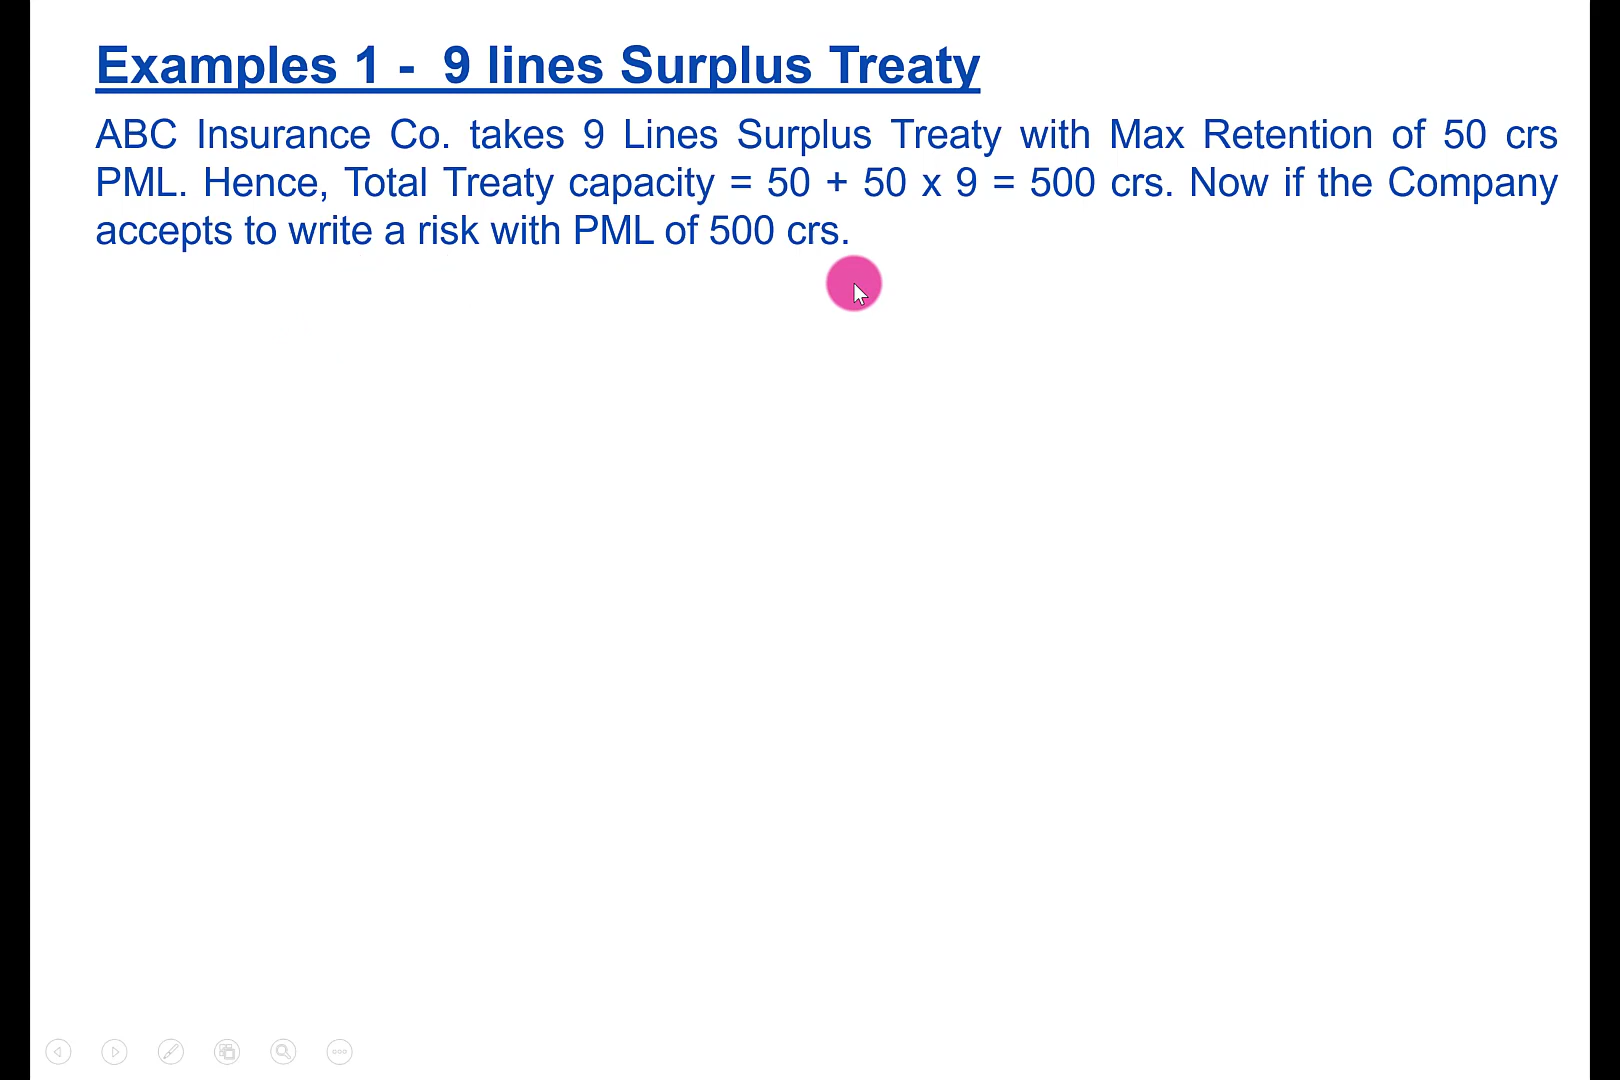 Examples 1 - 9 lines Surplus Treaty
ABC Insurance Co. takes 9 Lines Surplus Treaty with Max Retention of 50 crs
PML. Hence, Total Treaty capacity = 50 + 50 x 9 = 500 crs. Now if the Company
accepts to write a risk with PML of 500 crs.